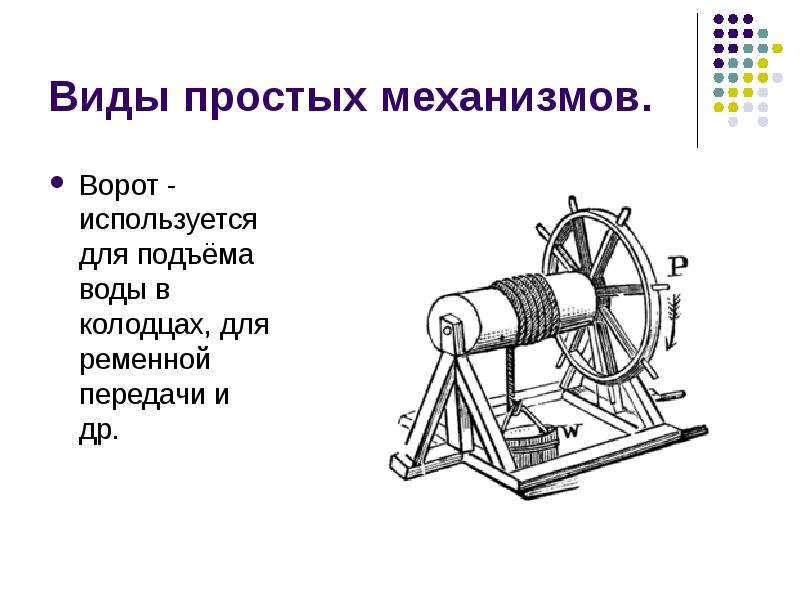 Виды простых механизмов.
Ворот -
используется
для подъёма
воды в
колодцах, для
ременной
передачи и
др.
P
W